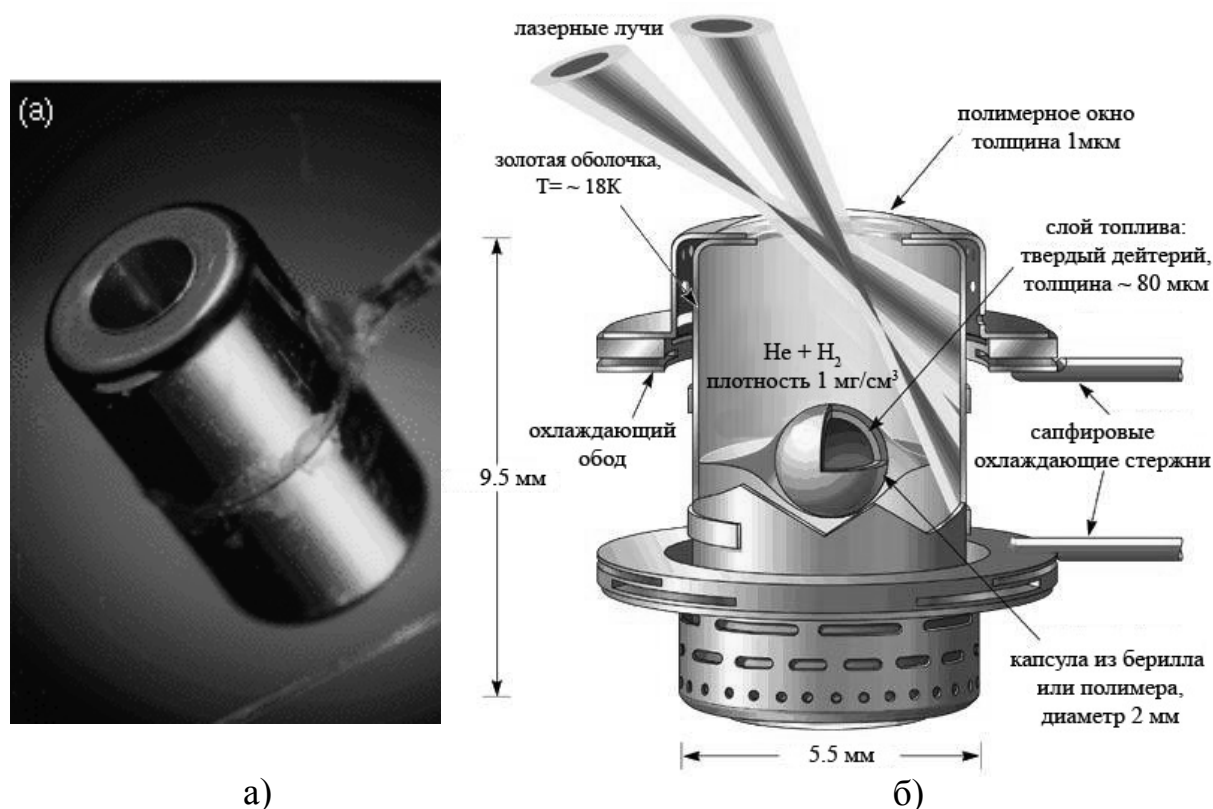 (a)
лазерные лучи
полимерное окно
толщина 1мкм
золотая оболочка,
T= ~ 18K
слой топлива:
твердый дейтерий,
толщина ~ 80 мкм
He + H₂
плотность 1 мг/см³
охлаждающий
обод
сапфировые
охлаждающие стержни
9.5 мм
капсула из берилла
или полимера,
диаметр 2 мм
5.5 мм
а)
б)